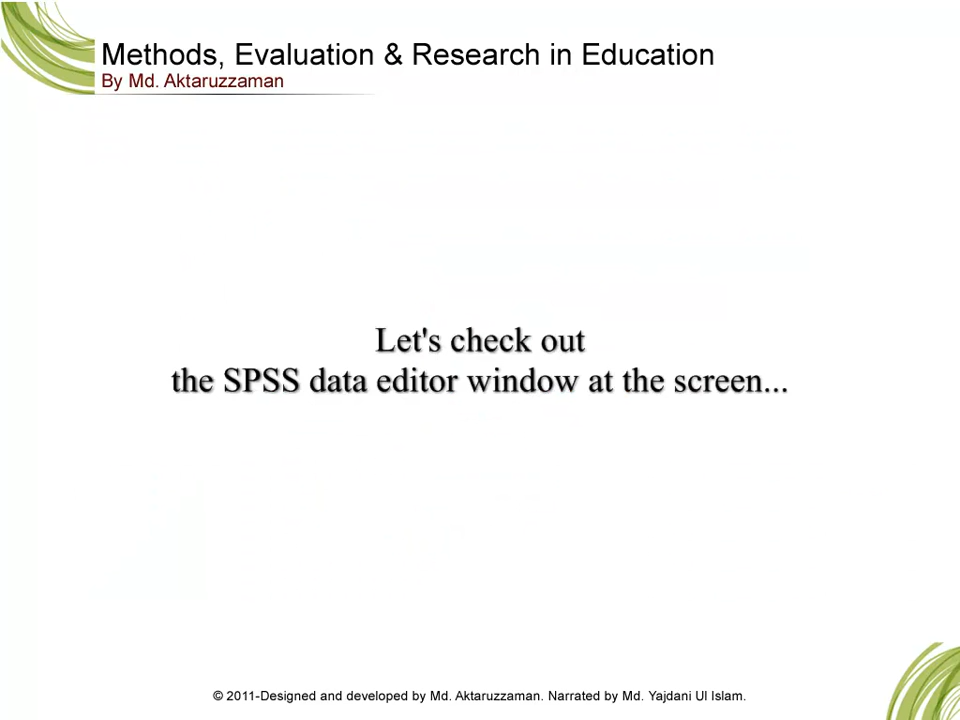 Methods, Evaluation & Research in Education
By Md. Aktaruzzaman
Let's check out
the SPSS data editor window at the screen...
© 2011-Designed and developed by Md. Aktaruzzaman. Narrated by Md. Yajdani Ul Islam.